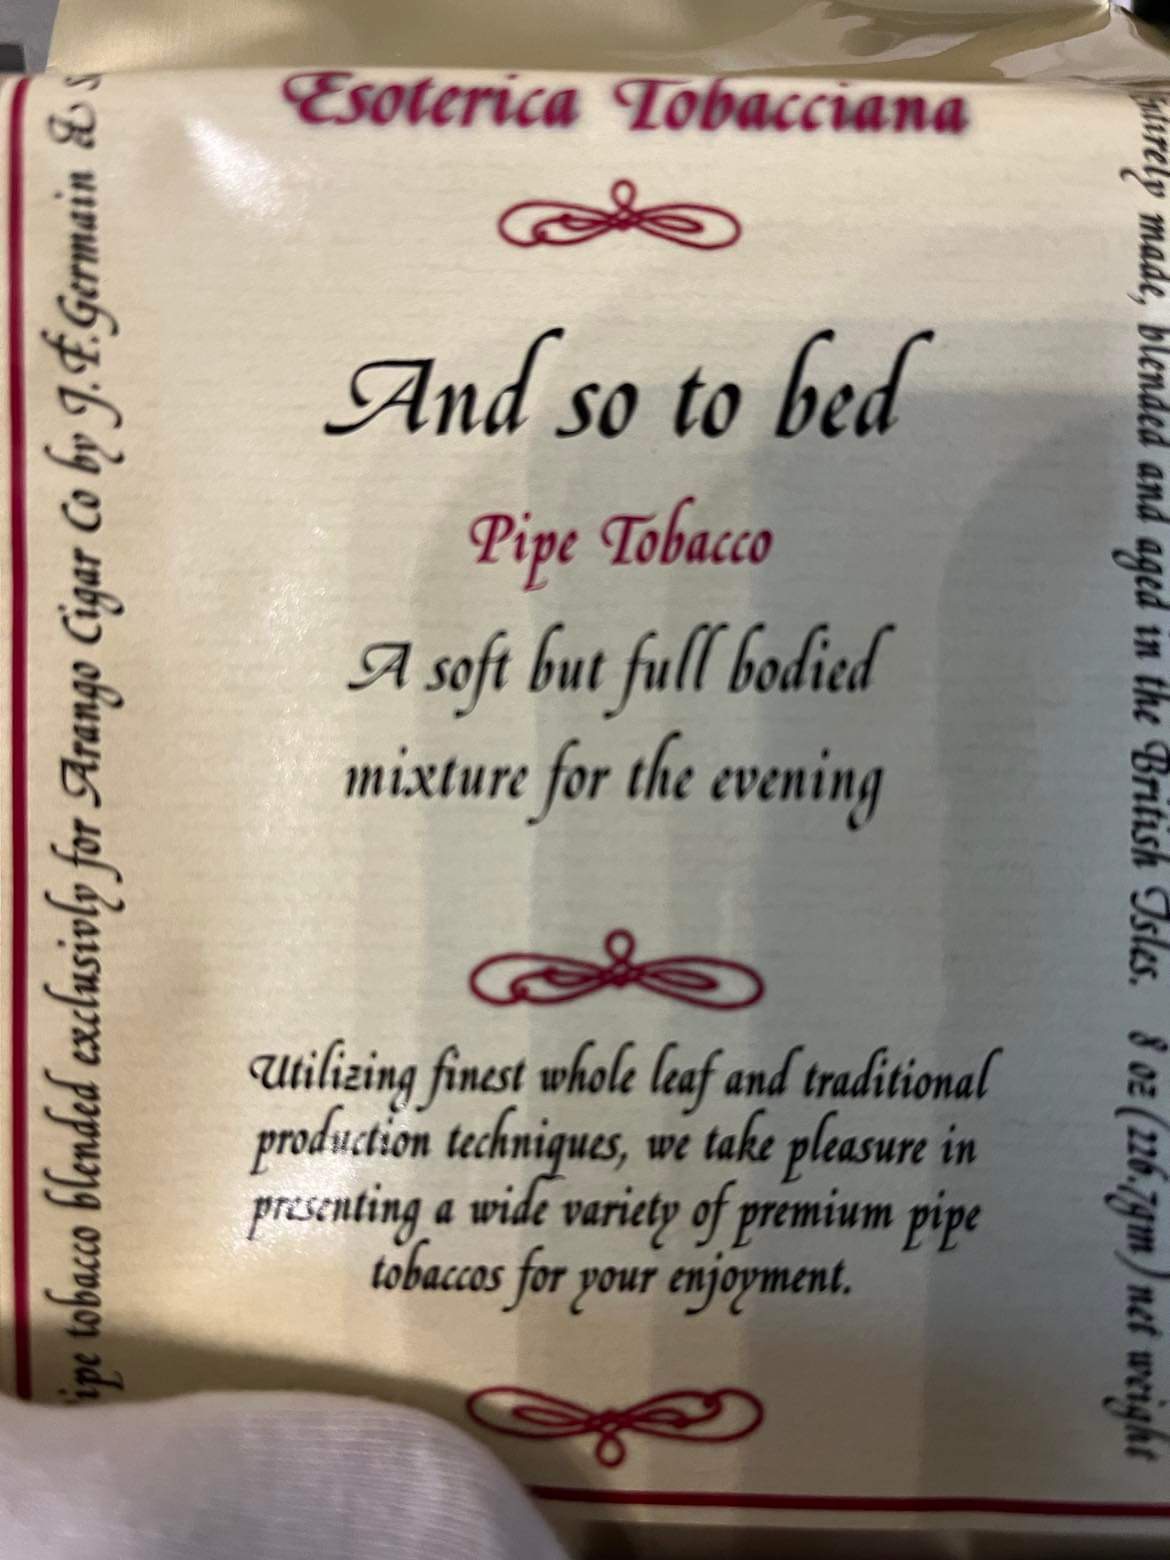 Esoterica Tobacciana
And so to bed
Pipe Tobacco
A soft but full bodied
mixture for the evening
Utilizing finest whole leaf and traditional
production techniques, we take pleasure in
presenting a wide variety of premium pipe
tobaccos for your enjoyment.
tobacco blended exclusivly for Arango Cigar Co by J.F.Germain &
made, blended and aged in the British Isles. 8 oz (226.7gm) net weight